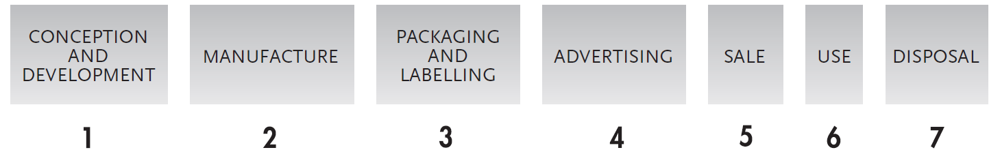 CONCEPTION
AND
DEVELOPMENT
MANUFACTURE
PACKAGING
AND
LABELLING
ADVERTISING
SALE
USE
DISPOSAL
1
2
3
4
5
6
7